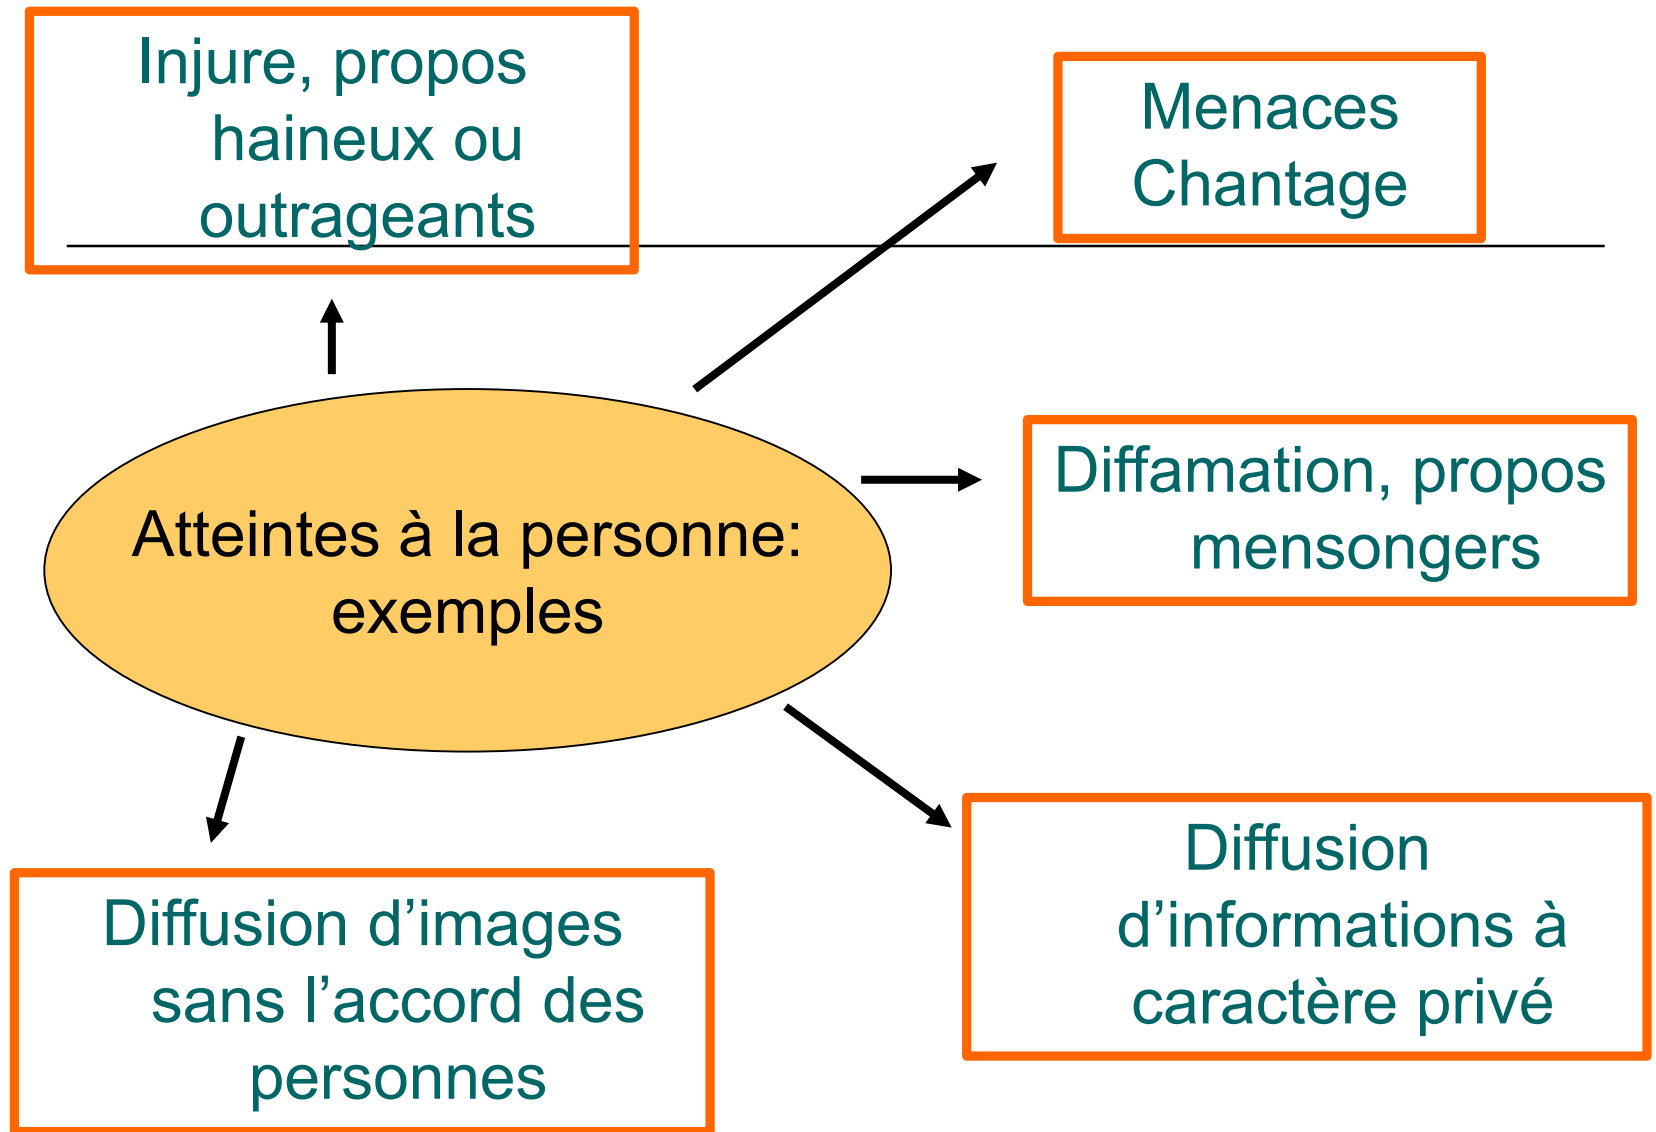 Injure, propos
haineux ou
outrageants
Menaces
Chantage
Diffamation, propos
mensongers
Atteintes à la personne:
exemples
Diffusion
d’informations à
caractère privé
Diffusion d’images
sans l’accord des
personnes